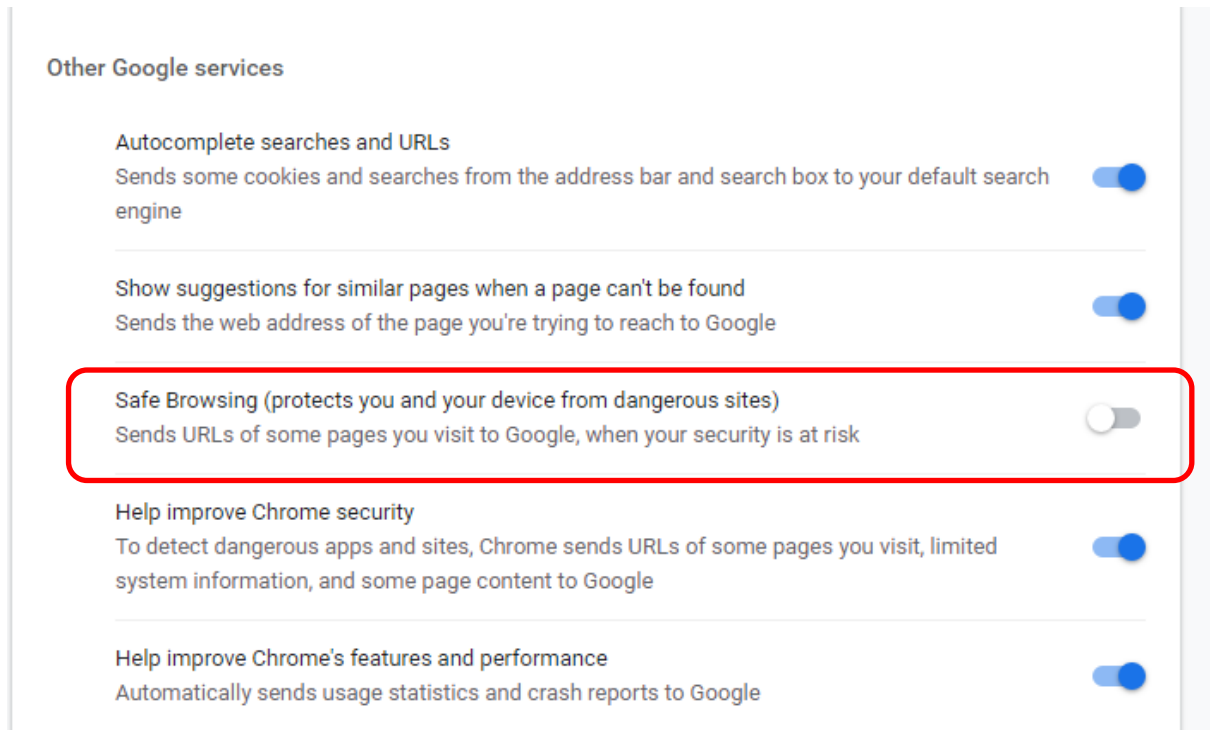 Other Google services
Autocomplete searches and URLs
Sends some cookies and searches from the address bar and search box to your default search
engine
Show suggestions for similar pages when a page can't be found
Sends the web address of the page you're trying to reach to Google
Safe Browsing (protects you and your device from dangerous sites)
Sends URLs of some pages you visit to Google, when your security is at risk
Help improve Chrome security
To detect dangerous apps and sites, Chrome sends URLs of some pages you visit, limited
system information, and some page content to Google
Help improve Chrome's features and performance
Automatically sends usage statistics and crash reports to Google